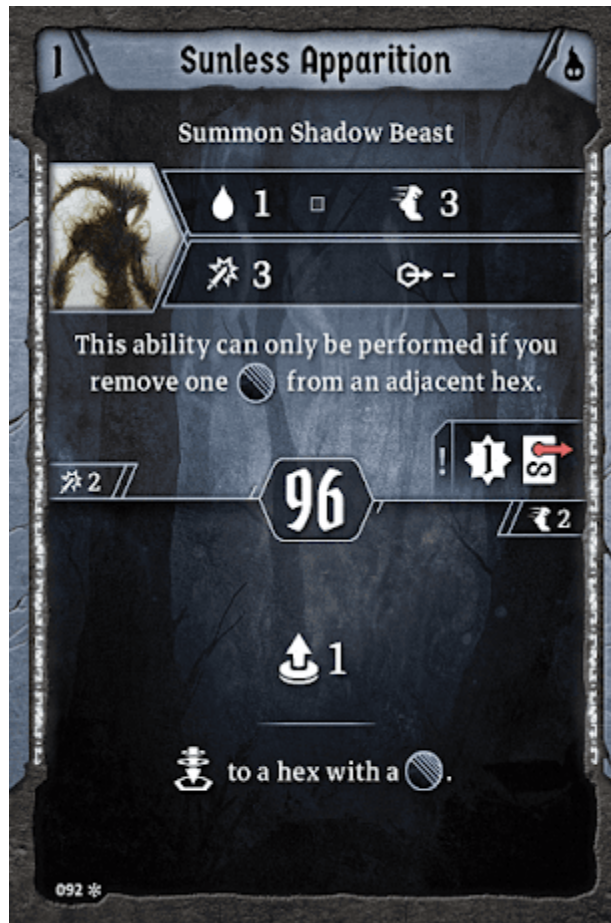 1
Sunless Apparition
Summon Shadow Beast
1 3
3 -
This ability can only be performed if you
remove one from an adjacent hex.
! 1 S
2
96
2
1
to a hex with a .
092